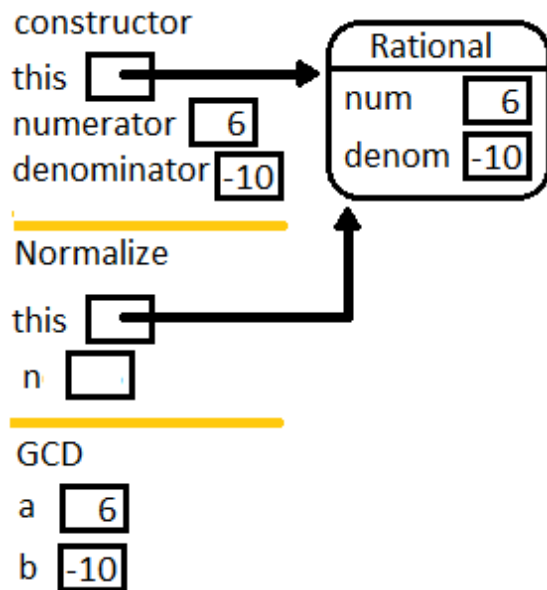 constructor
this
numerator 6
denominator -10
Rational
num 6
denom -10
Normalize
this
n
GCD
a 6
b -10